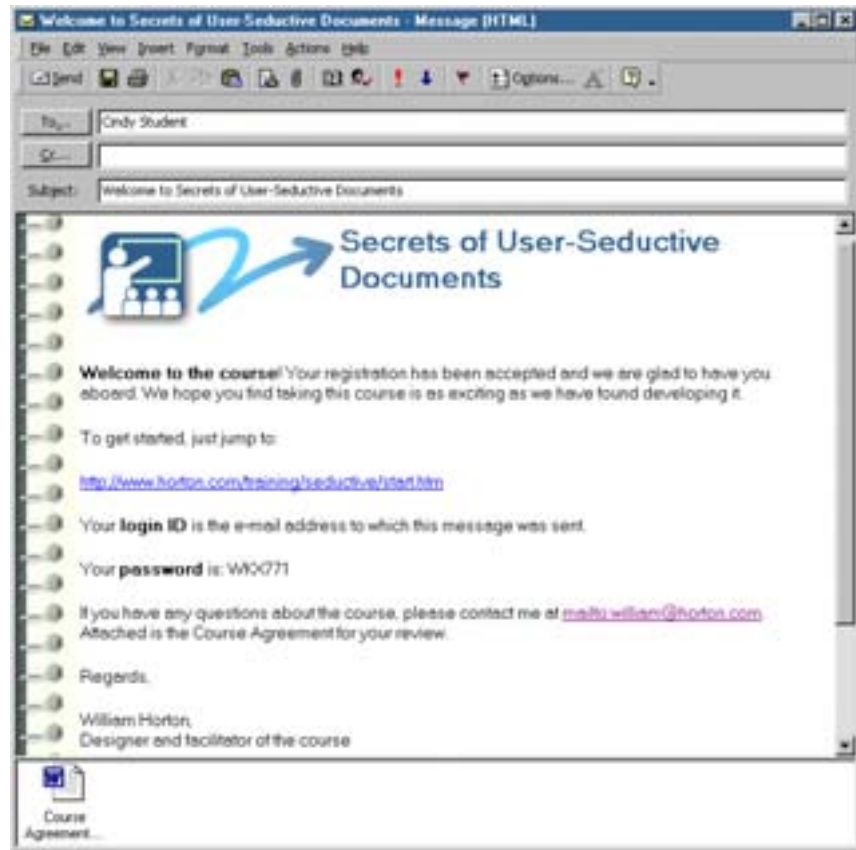 Welcome to Secrets of User-Seductive Documents - Message (HTML)
File Edit View Insert Format Tools Actions Help
Send Options...
To... Cindy Student
Cc...
Subject: Welcome to Secrets of User-Seductive Documents
Secrets of User-Seductive
Documents
Welcome to the course! Your registration has been accepted and we are glad to have you
aboard. We hope you find taking this course is as exciting as we have found developing it.
To get started, just jump to:
http://www.horton.com/training/seductive/start.htm
Your login ID is the e-mail address to which this message was sent.
Your password is:
If you have any questions about the course, please contact me at mailto:william@horton.com.
Attached is the Course Agreement for your review.
Regards,
William Horton,
Designer and facilitator of the course
Course
Agreement...